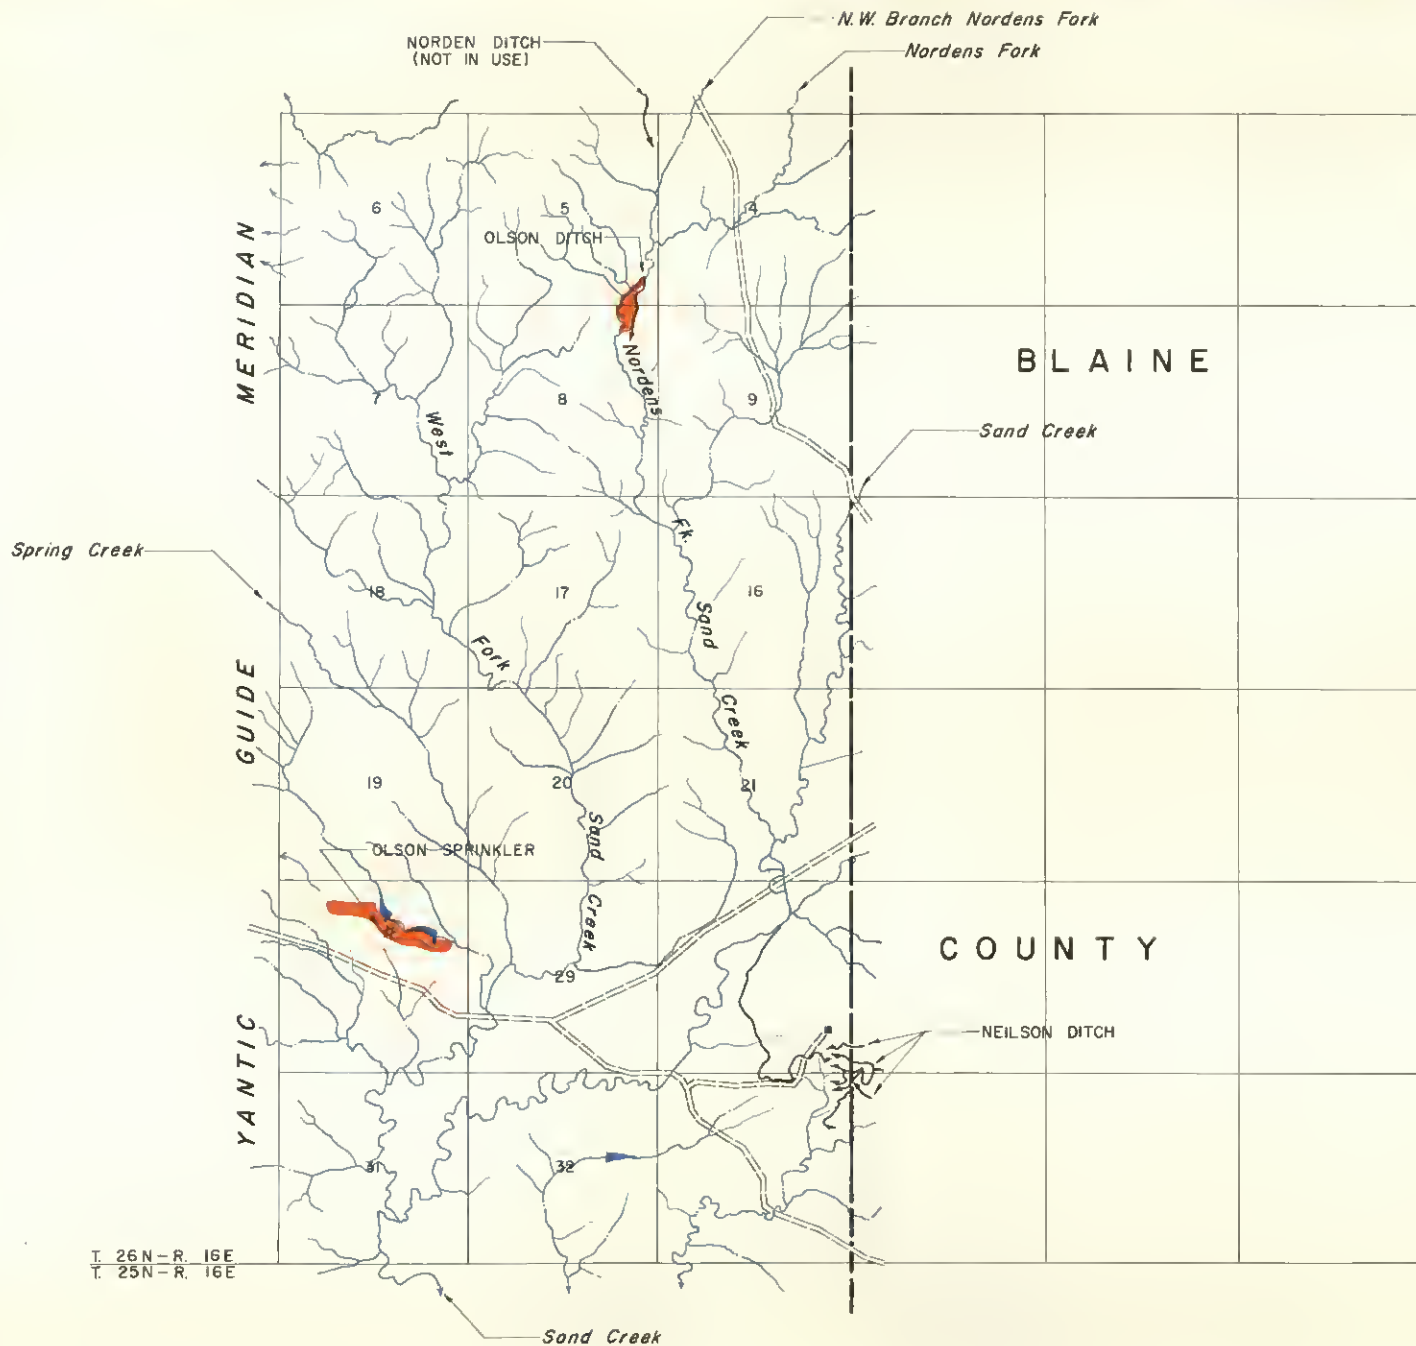 N.W. Branch Nordens Fork
NORDEN DITCH
(NOT IN USE)
Nordens Fork
6
5
4
OLSON DITCH
MERIDIAN
BLAINE
Nordens
7
8
9
West
Sand Creek
Fk.
Spring Creek
18
17
16
Sand
Fork
GUIDE
Creek
19
20
21
Sand
OLSON SPRINKLER
Creek
COUNTY
29
YANTIC
NEILSON DITCH
31
32
T. 26N-R. 16E
T. 25N-R. 16E
Sand Creek